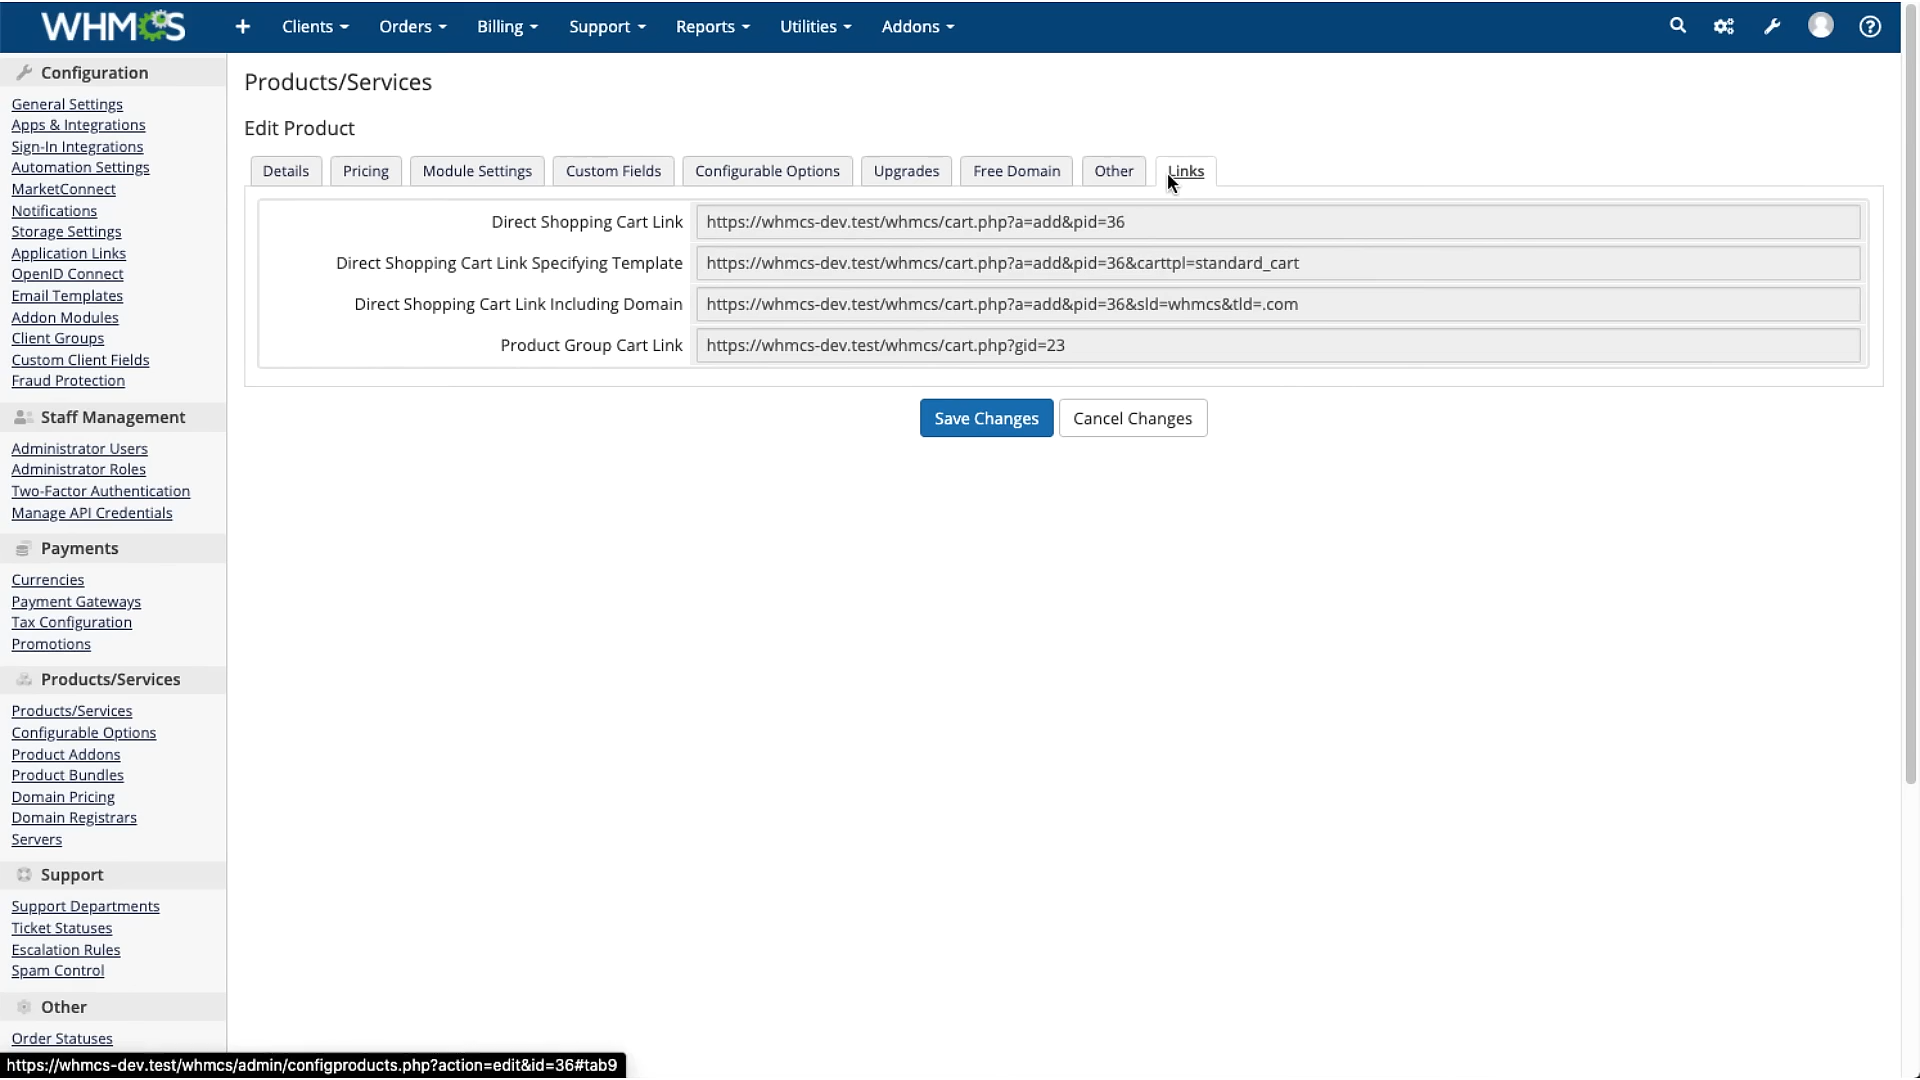 WHMCS
+ Clients Orders Billing Support Reports Utilities Addons
Configuration
General Settings
Apps & Integrations
Sign-In Integrations
Automation Settings
MarketConnect
Notifications
Storage Settings
Application Links
OpenID Connect
Email Templates
Addon Modules
Client Groups
Custom Client Fields
Fraud Protection
Staff Management
Administrator Users
Administrator Roles
Two-Factor Authentication
Manage API Credentials
Payments
Currencies
Payment Gateways
Tax Configuration
Promotions
Products/Services
Products/Services
Configurable Options
Product Addons
Product Bundles
Domain Pricing
Domain Registrars
Servers
Support
Support Departments
Ticket Statuses
Escalation Rules
Spam Control
Other
Order Statuses
Products/Services
Edit Product
Details Pricing Module Settings Custom Fields Configurable Options Upgrades Free Domain Other Links
Direct Shopping Cart Link https://whmcs-dev.test/whmcs/cart.php?a=add&pid=36
Direct Shopping Cart Link Specifying Template https://whmcs-dev.test/whmcs/cart.php?a=add&pid=36&carttpl=standard_cart
Direct Shopping Cart Link Including Domain https://whmcs-dev.test/whmcs/cart.php?a=add&pid=36&sld=whmcs&tld=.com
Product Group Cart Link https://whmcs-dev.test/whmcs/cart.php?gid=23
Save Changes Cancel Changes
https://whmcs-dev.test/whmcs/admin/configproducts.php?action=edit&id=36#tab9